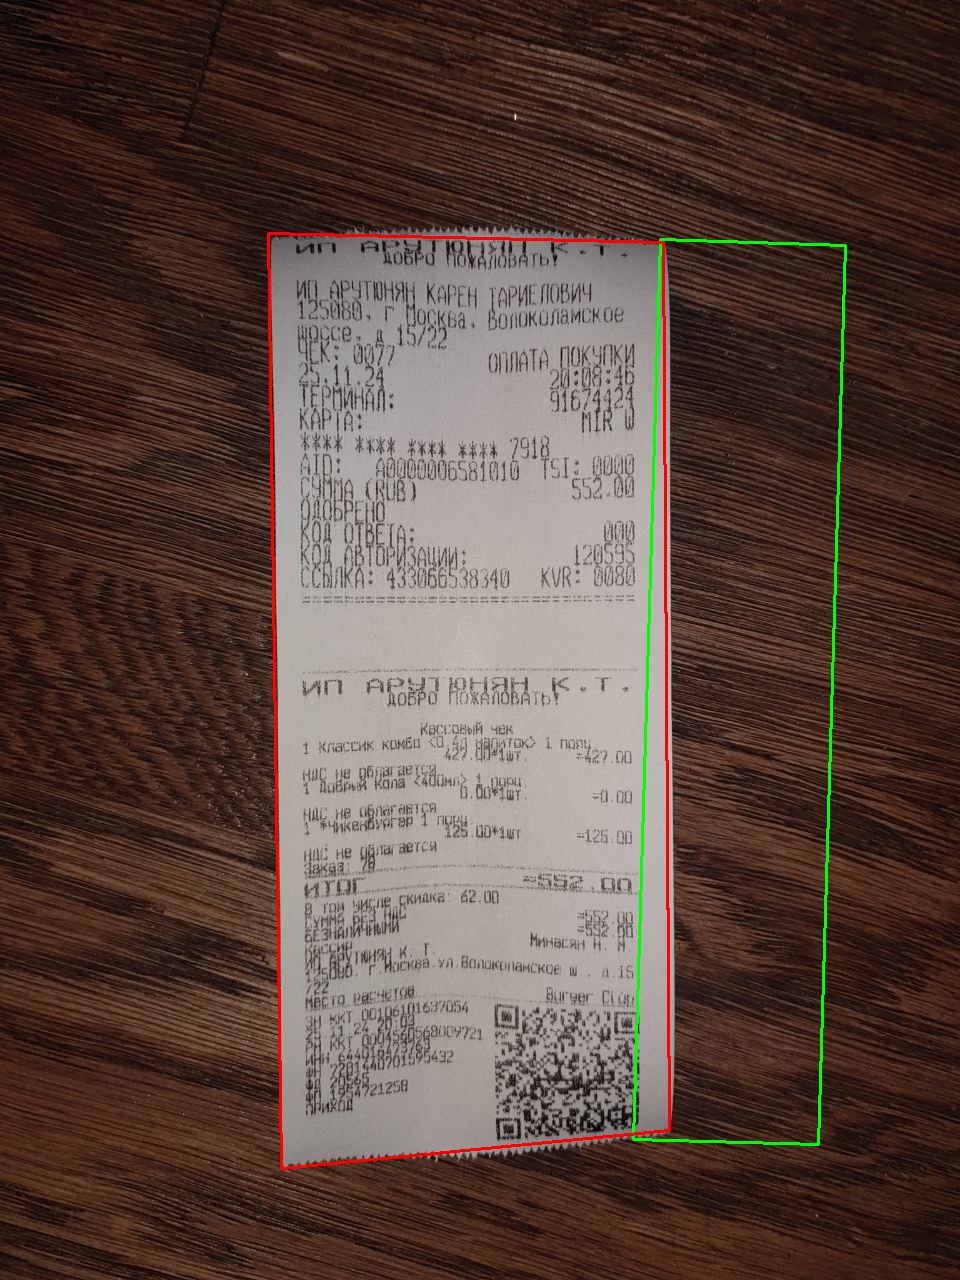 ИП АРУТЮНЯН К.Т.
ДОБРО ПОЖАЛОВАТЬ!
ИП АРУТЮНЯН КАРЕН ТАРИЕЛОВИЧ
125080, г Москва, Волоколамское
шоссе, д 15/22
ЧЕК: 0077 ОПЛАТА ПОКУПКИ
25.11.24 20:08:46
ТЕРМИНАЛ: 91674424
КАРТА: MIR W
**** **** **** **** 7918
AID: A0000006581010 TSI: 0000
СУММА (RUB) 552.00
ОДОБРЕНО
КОД ОТВЕТА: 000
КОД АВТОРИЗАЦИИ: 120595
ССЫЛКА: 433066538340 KVR: 0080
ИП АРУТЮНЯН К.Т.
ДОБРО ПОЖАЛОВАТЬ!
Кассовый чек
1 Классик комбо <0,4л напиток> 1 порц
427.00*1шт. =427.00
НДС не облагается
1 Добрый Кола <400мл> 1 порц.
0.00*1шт. =0.00
НДС не облагается
1 *Чикенбургер 1 порц
125.00*1шт =125.00
НДС не облагается
Заказ: 78
ИТОГ =552.00
В том числе скидка: 62.00
СУММА БЕЗ НДС =552.00
БЕЗНАЛИЧНЫМИ =552.00
Кассир Минасян Н. М.
ИП АРУТЮНЯН К. Т.
125080, г.Москва,ул.Волоколамское ш., д.15
/22
Место расчетов Burger Club
ЗН ККТ 00106101637054
25.11.24 20:09
РН ККТ
ИНН
ФН
ФД 20565
ФП 1954721258
ПРИХОД